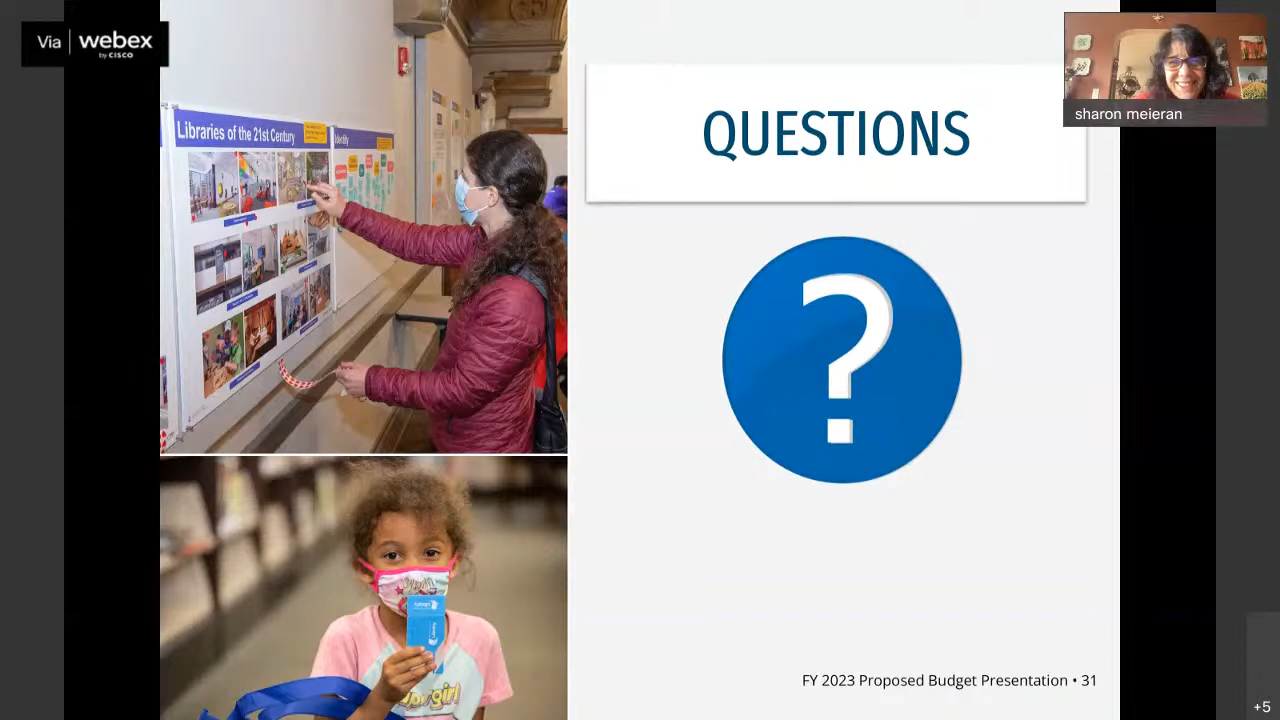 Via webex
by CISCO
Libraries of the 21st Century
Identity
QUESTIONS
?
sharon meieran
FY 2023 Proposed Budget Presentation • 31
+5